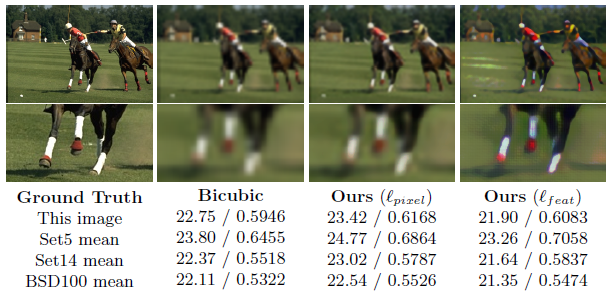 Ground Truth Bicubic Ours (ℓpixel) Ours (ℓfeat)
This image 22.75 / 0.5946 23.42 / 0.6168 21.90 / 0.6083
Set5 mean 23.80 / 0.6455 24.77 / 0.6864 23.26 / 0.7058
Set14 mean 22.37 / 0.5518 23.02 / 0.5787 21.64 / 0.5837
BSD100 mean 22.11 / 0.5322 22.54 / 0.5526 21.35 / 0.5474